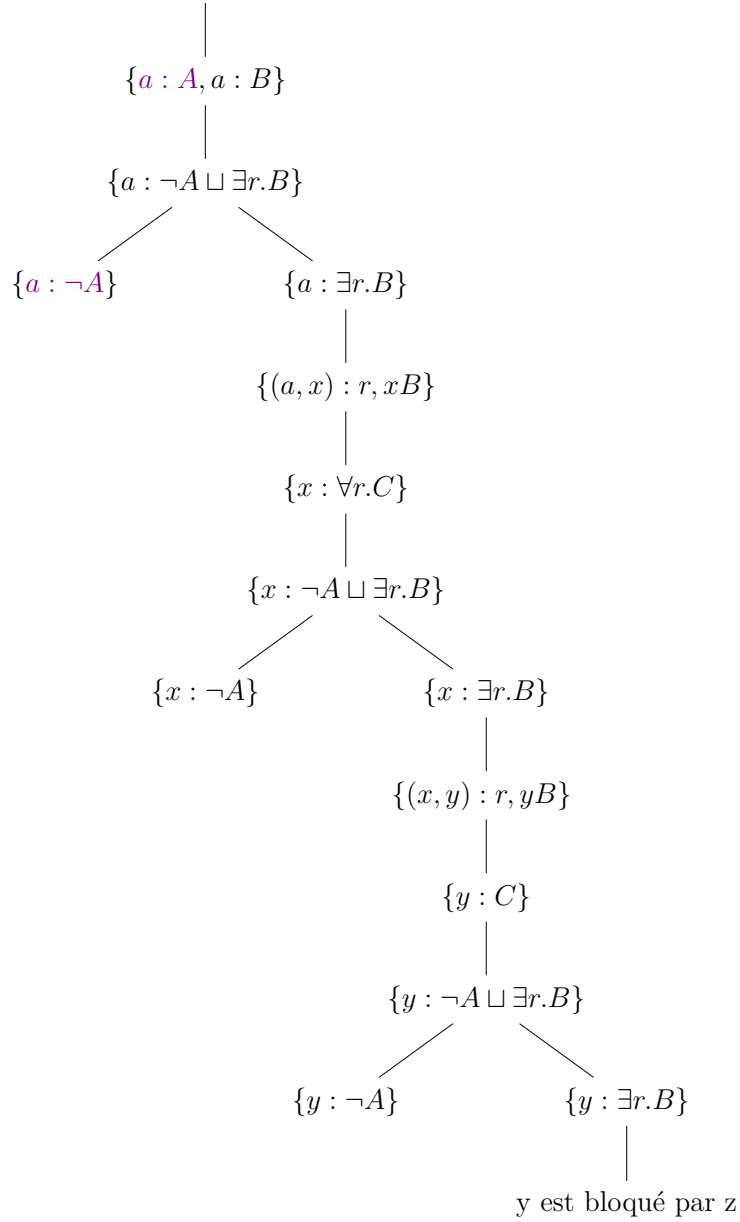 {a : A, a : B}
{a : ¬A ⊔ ∃r.B}
{a : ¬A} {a : ∃r.B}
{(a, x) : r, xB}
{x : ∀r.C}
{x : ¬A ⊔ ∃r.B}
{x : ¬A} {x : ∃r.B}
{(x, y) : r, yB}
{y : C}
{y : ¬A ⊔ ∃r.B}
{y : ¬A} {y : ∃r.B}
y est bloqué par z